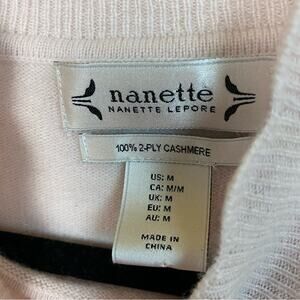 nanette
NANETTE LEPORE
100% 2-PLY CASHMERE
US: M
CA: M/M
UK: M
EU: M
AU: M
MADE IN
CHINA